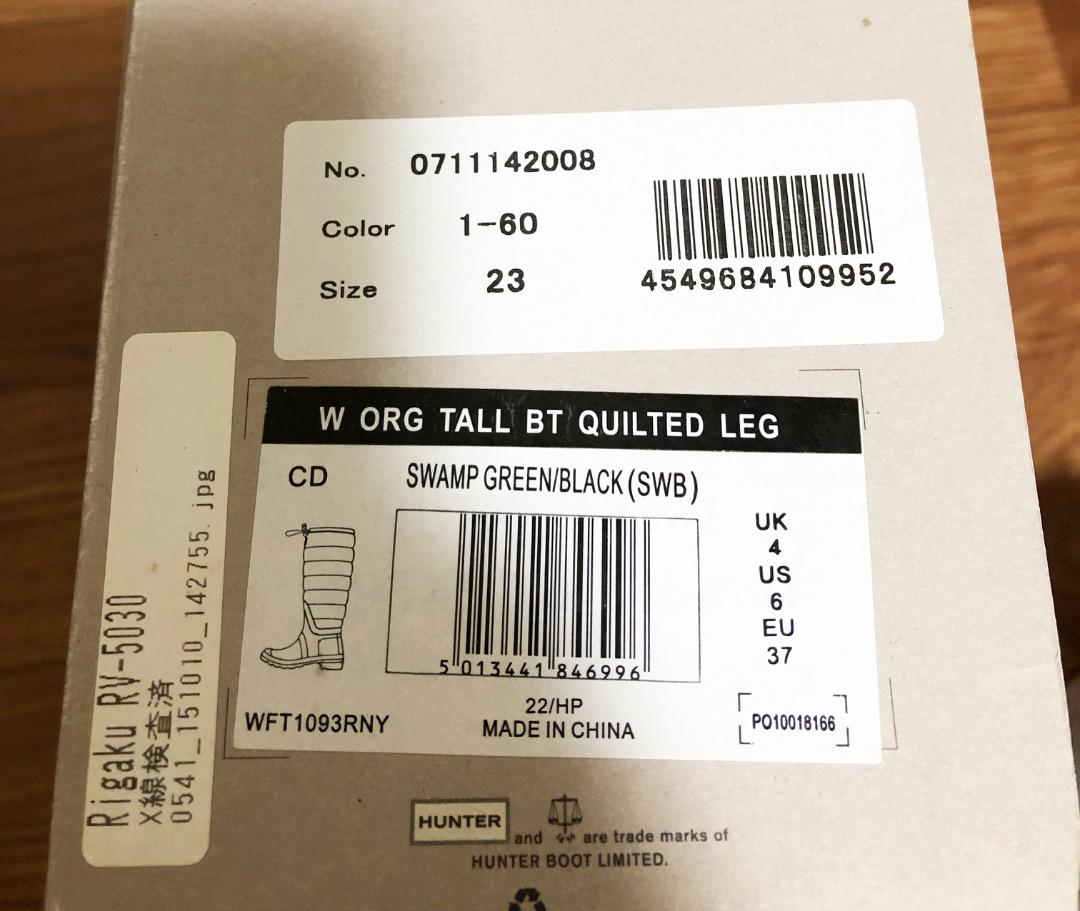 No. 0711142008
Color 1-60
Size 23
4549684109952
W ORG TALL BT QUILTED LEG
CD
SWAMP GREEN/BLACK (SWB)
5 013441 846996
UK
4
US
6
EU
37
WFT1093RNY
22/HP
MADE IN CHINA
PO10018166
Rigaku RV-5030
X線検査済
0541_151010_142755.jpg
HUNTER and are trade marks of
HUNTER BOOT LIMITED.